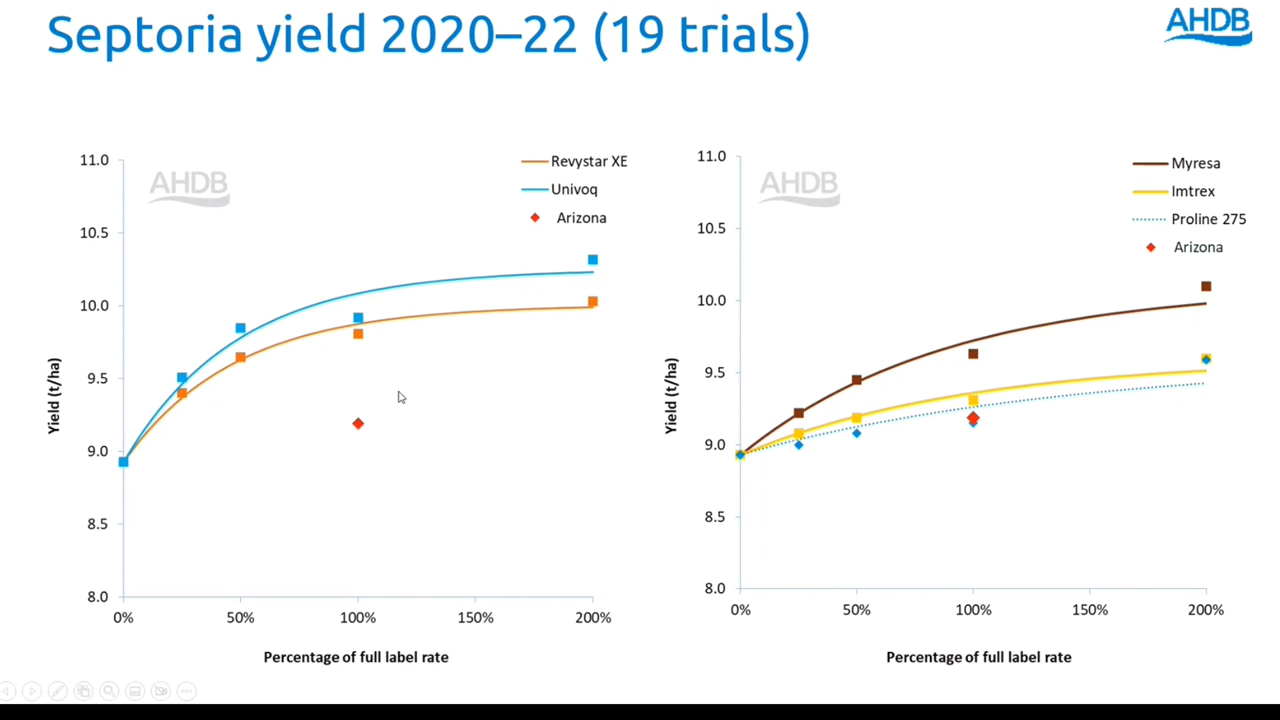 Septoria yield 2020–22 (19 trials)
AHDB
AHDB
Revystar XE
Univoq
Arizona
11.0
10.5
10.0
9.5
9.0
8.5
8.0
Yield (t/ha)
0%
50%
100%
150%
200%
Percentage of full label rate
AHDB
Myresa
Imtrex
Proline 275
Arizona
11.0
10.5
10.0
9.5
9.0
8.5
8.0
Yield (t/ha)
0%
50%
100%
150%
200%
Percentage of full label rate